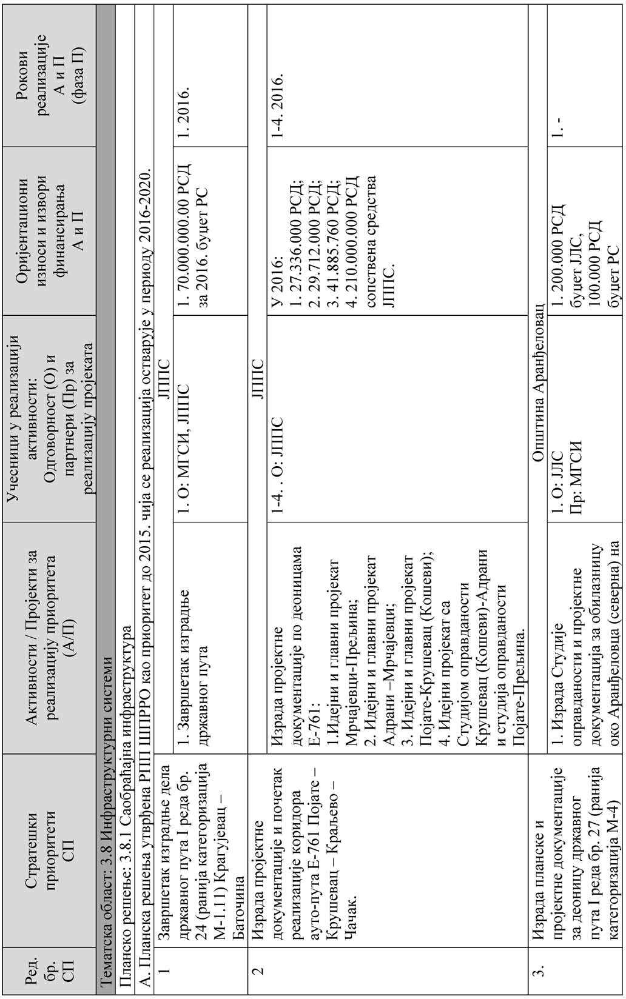 Ред.
бр.
СП
Стратешки
приоритети
СП
Активности / Пројекти за
реализацију приоритета
(А/П)
Учесници у реализацији
активности:
Одговорност (О) и
партнери (Пр) за
реализацију пројеката
Оријентациони
износи и извори
финансирања
А и П
Рокови
реализације
А и П
(фаза П)
Тематска област: 3.8 Инфраструктурни системи
Планско решење: 3.8.1 Саобраћајна инфраструктура
А. Планска решења утврђена РПП ШПРО као приоритет до 2015. чија се реализација остварује у периоду 2016-2020.
1
Завршетак изградње дела
државног пута I реда бр.
24 (ранија категоризација
М-1.11) Крагујевац –
Баточина
ЈППС
1. Завршетак изградње
државног пута
1. О: МГСИ, ЈППС
1. 70.000.000.00 РСД
за 2016. буџет РС
1. 2016.
2
Израда пројектне
документације и почетак
реализације коридора
ауто-пута Е-761 Појате –
Крушевац – Краљево –
Чачак.
ЈППС
Израда пројектне
документације по деоницама
Е-761:
1.Идејни и главни пројекат
Мрчајевци-Прељина;
2. Идејни и главни пројекат
Адрани –Мрчајевци;
3. Идејни и главни пројекат
Појате-Крушевац (Кошеви);
4. Идејни пројекат са
Студијом оправданости
Крушевац (Кошеви)-Адрани
и студија оправданости
Појате-Прељина.
1-4. . О: ЈППС
У 2016:
1. 27.336.000 РСД;
2. 29.712.000 РСД;
3. 41.885.760 РСД;
4. 210.000.000 РСД
сопствена средства
ЈППС.
1-4. 2016.
3.
Израда планске и
пројектне документације
за деоницу државног
пута I реда бр. 27 (ранија
категоризација М-4)
Општина Аранђеловац
1. Израда Студије
оправданости и пројектне
документација за обилазницу
око Аранђеловца (северна) на
1. О: ЈЛС
Пр: МГСИ
1. 200.000 РСД
буџет ЈЛС,
100.000 РСД
буџет РС
1. -